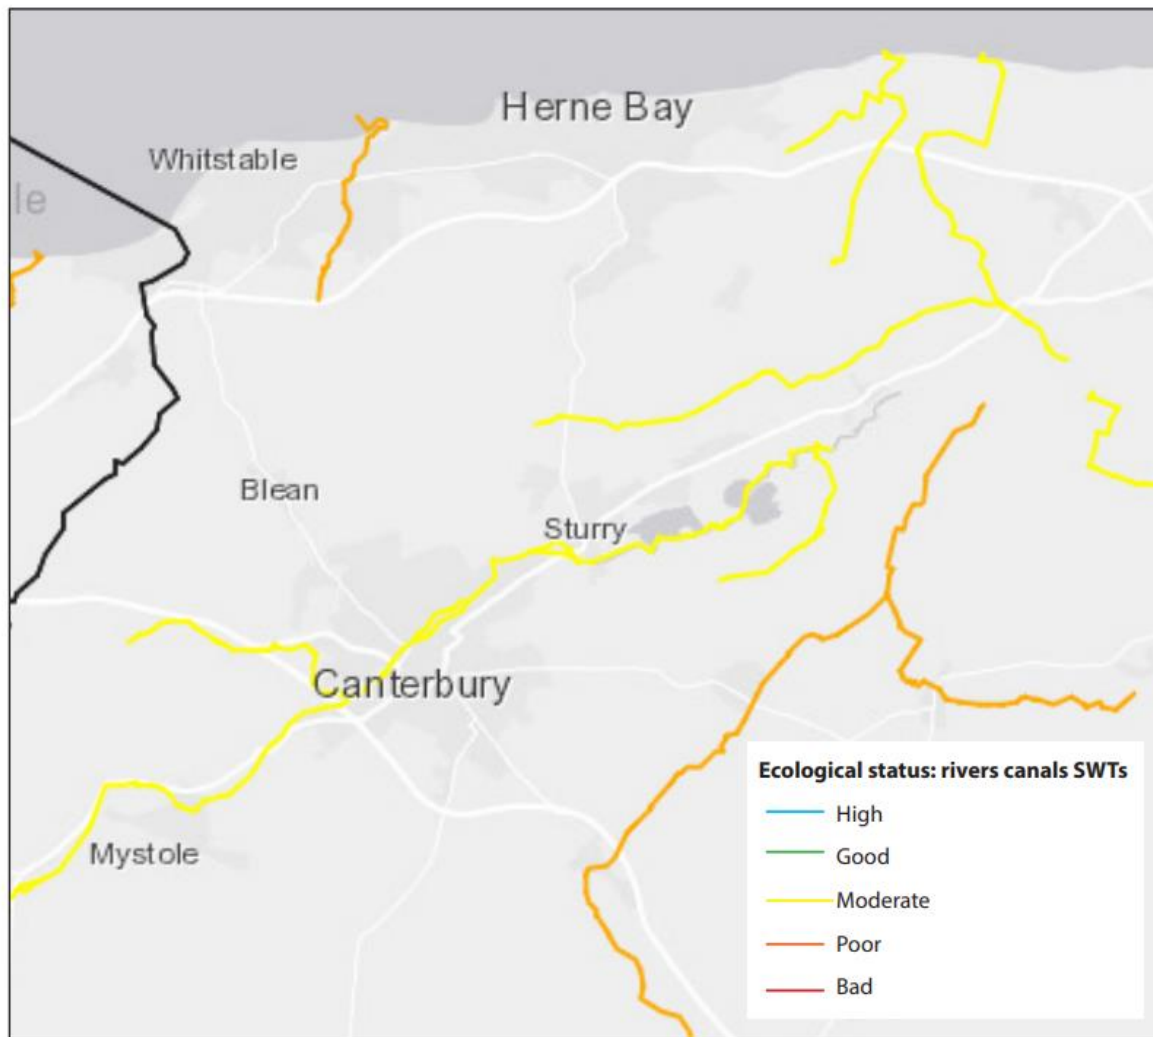 Herne Bay
Whitstable
le
Blean
Sturry
Canterbury
Mystole
Ecological status: rivers canals SWTs
High
Good
Moderate
Poor
Bad